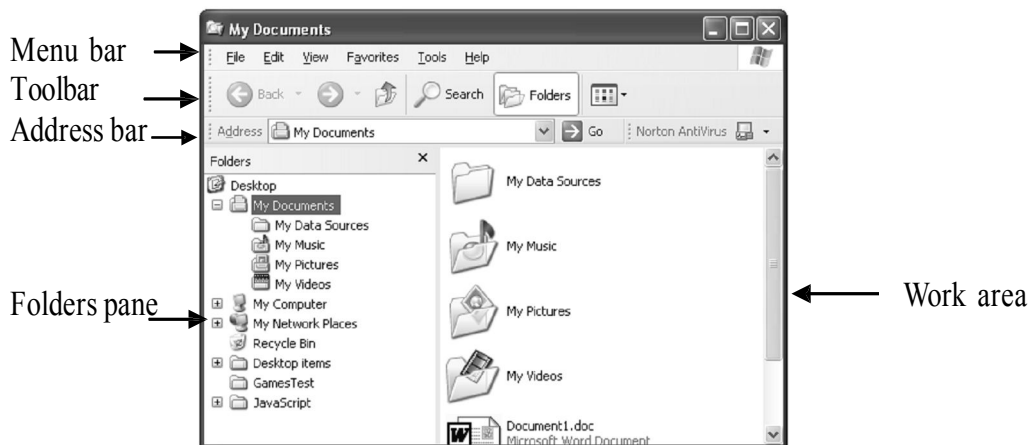 My Documents
Menu bar
File Edit View Favorites Tools Help
Toolbar
Back Search Folders
Address bar
Address My Documents Go Norton AntiVirus
Folders
Desktop
My Documents
My Data Sources
My Music
My Pictures
My Videos
My Computer
My Network Places
Recycle Bin
Desktop items
GamesTest
JavaScript
Folders pane
My Data Sources
My Music
My Pictures
My Videos
Document1.doc
Microsoft Word Document
Work area